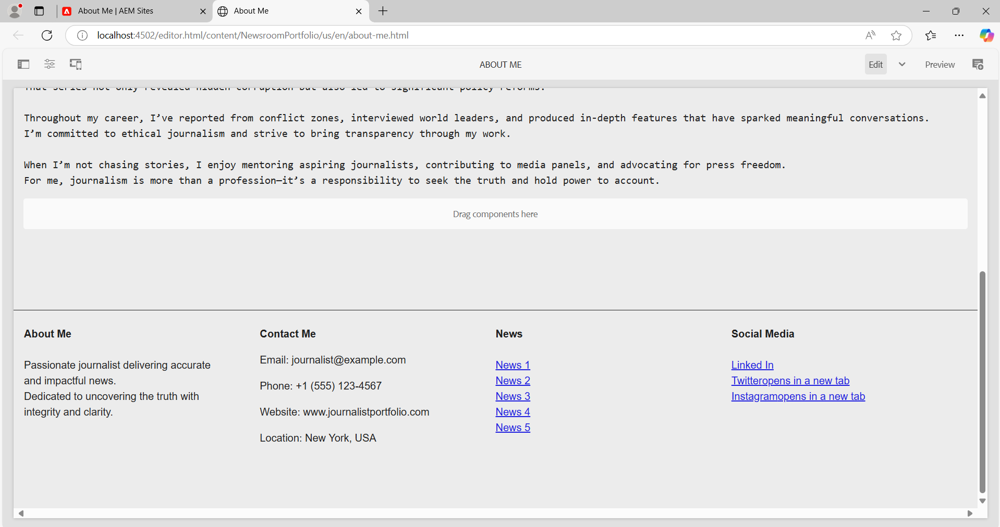 About Me | AEM Sites
About Me
localhost:4502/editor.html/content/NewsroomPortfolio/us/en/about-me.html
ABOUT ME
Edit
Preview
That series not only revealed hidden corruption but also led to significant policy reforms.
Throughout my career, I’ve reported from conflict zones, interviewed world leaders, and produced in-depth features that have sparked meaningful conversations.
I’m committed to ethical journalism and strive to bring transparency through my work.
When I’m not chasing stories, I enjoy mentoring aspiring journalists, contributing to media panels, and advocating for press freedom.
For me, journalism is more than a profession—it’s a responsibility to seek the truth and hold power to account.
Drag components here
About Me
Passionate journalist delivering accurate
and impactful news.
Dedicated to uncovering the truth with
integrity and clarity.
Contact Me
Email: journalist@example.com
Phone: +1 (555) 123-4567
Website: www.journalistportfolio.com
Location: New York, USA
News
News 1
News 2
News 3
News 4
News 5
Social Media
Linked In
Twitteropens in a new tab
Instagramopens in a new tab